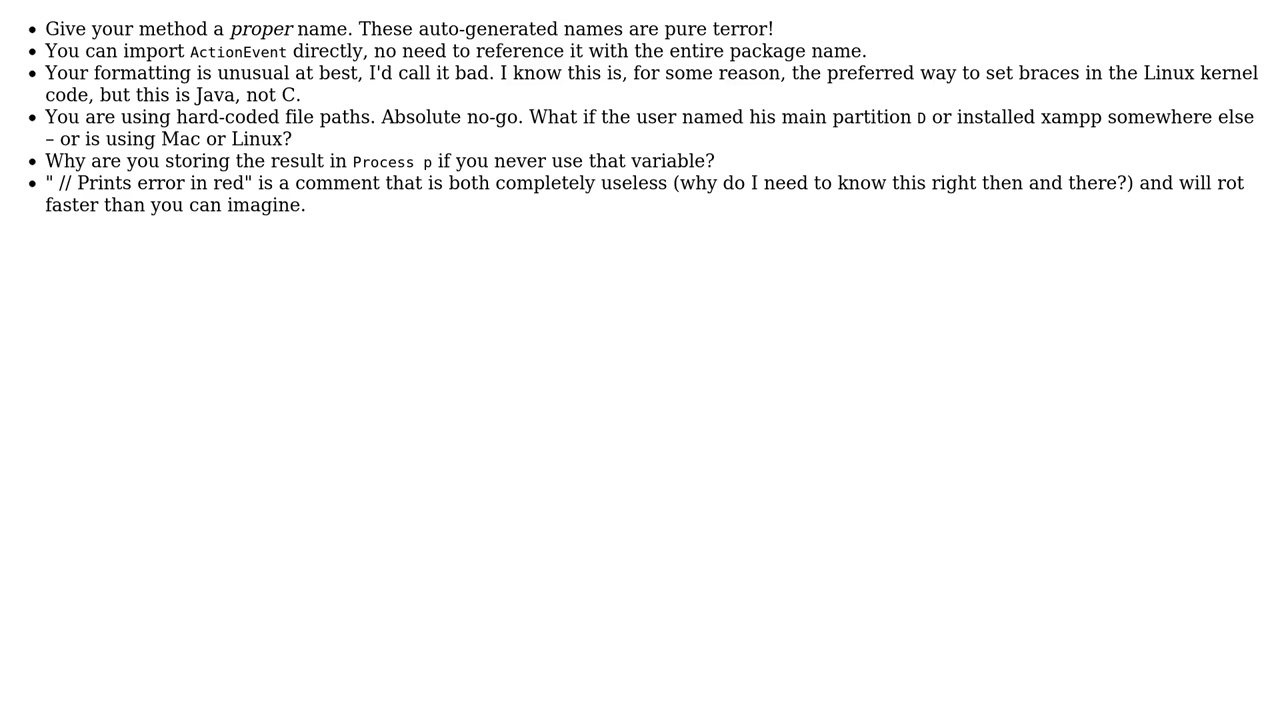 • Give your method a proper name. These auto-generated names are pure terror!
• You can import ActionEvent directly, no need to reference it with the entire package name.
• Your formatting is unusual at best, I'd call it bad. I know this is, for some reason, the preferred way to set braces in the Linux kernel
code, but this is Java, not C.
• You are using hard-coded file paths. Absolute no-go. What if the user named his main partition D or installed xampp somewhere else
– or is using Mac or Linux?
• Why are you storing the result in Process p if you never use that variable?
• " // Prints error in red" is a comment that is both completely useless (why do I need to know this right then and there?) and will rot
faster than you can imagine.